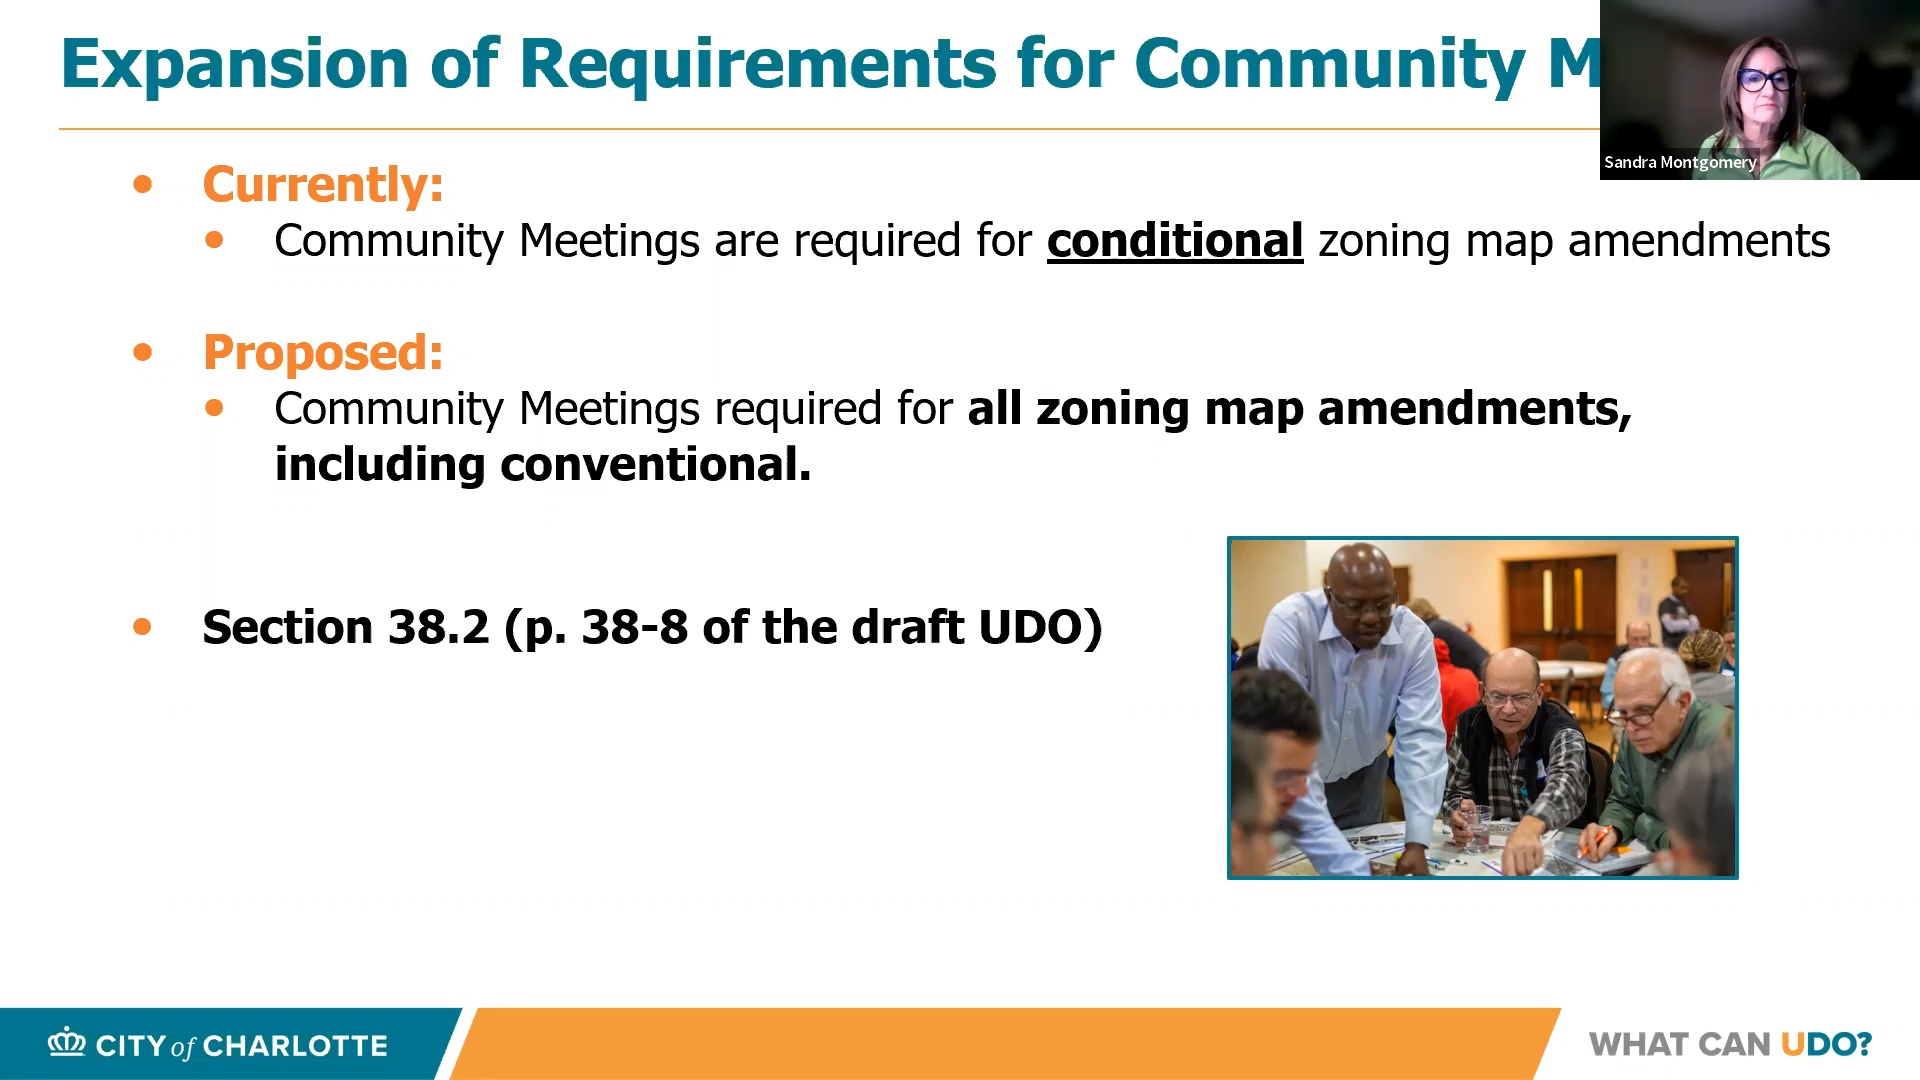 Expansion of Requirements for Community M
Sandra Montgomery
• Currently:
• Community Meetings are required for conditional zoning map amendments
• Proposed:
• Community Meetings required for all zoning map amendments,
including conventional.
• Section 38.2 (p. 38-8 of the draft UDO)
CITY of CHARLOTTE
WHAT CAN UDO?